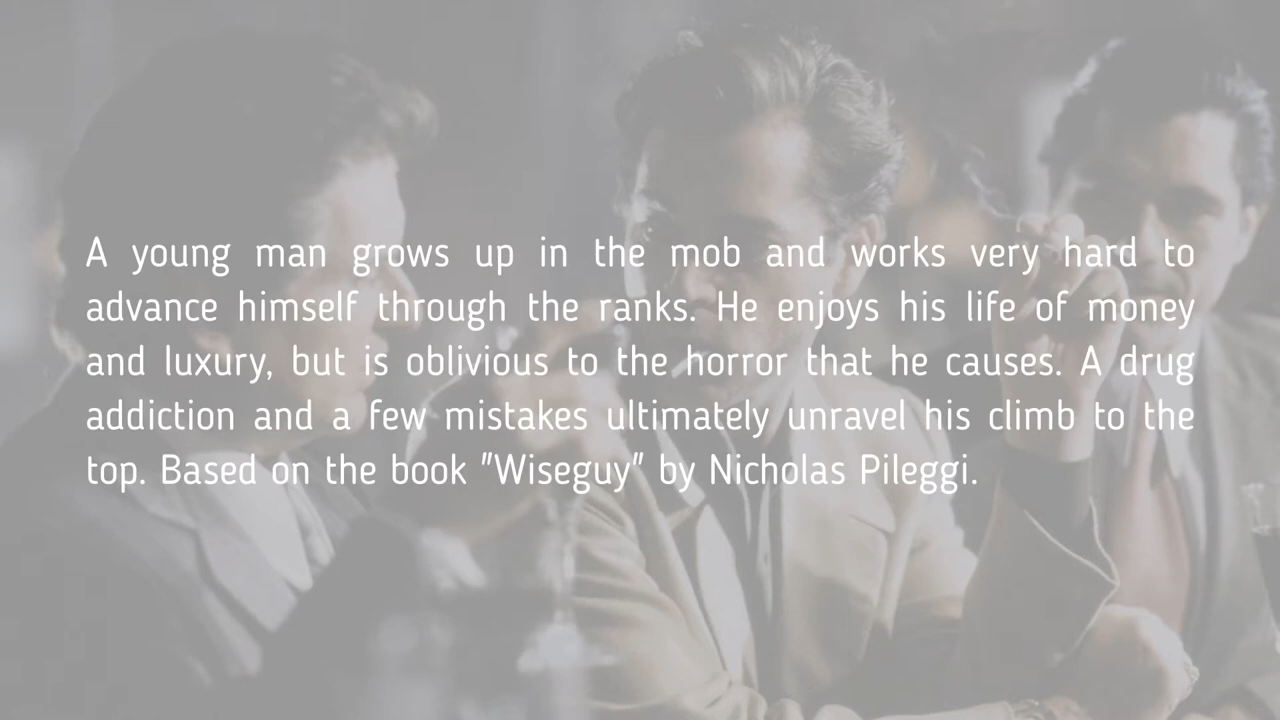 A young man grows up in the mob and works very hard to
advance himself through the ranks. He enjoys his life of money
and luxury, but is oblivious to the horror that he causes. A drug
addiction and a few mistakes ultimately unravel his climb to the
top. Based on the book "Wiseguy" by Nicholas Pileggi.